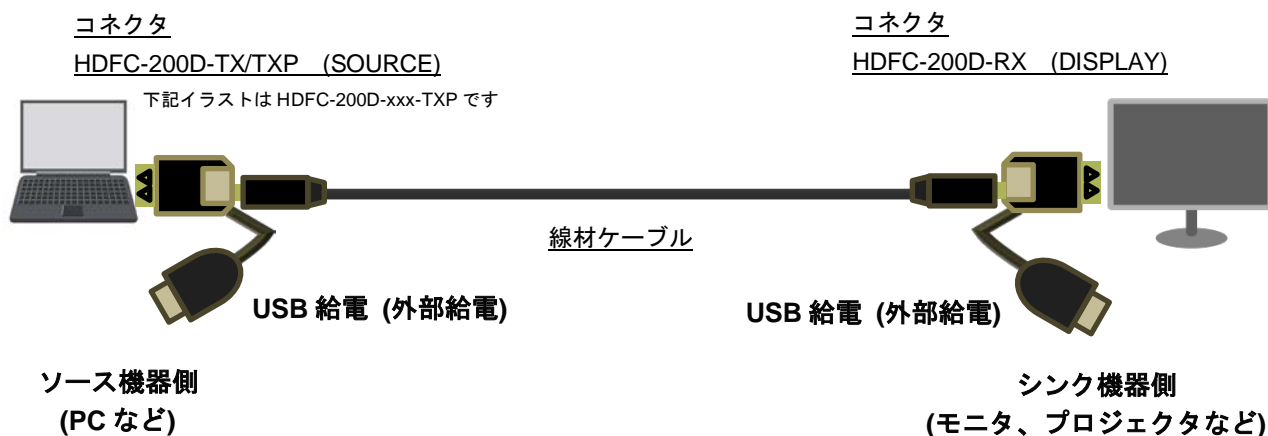 コネクタ
HDFC-200D-TX/TXP (SOURCE)
下記イラストは HDFC-200D-xxx-TXP です
コネクタ
HDFC-200D-RX (DISPLAY)
線材ケーブル
USB 給電 (外部給電)
USB 給電 (外部給電)
ソース機器側
(PC など)
シンク機器側
(モニタ、プロジェクタなど)